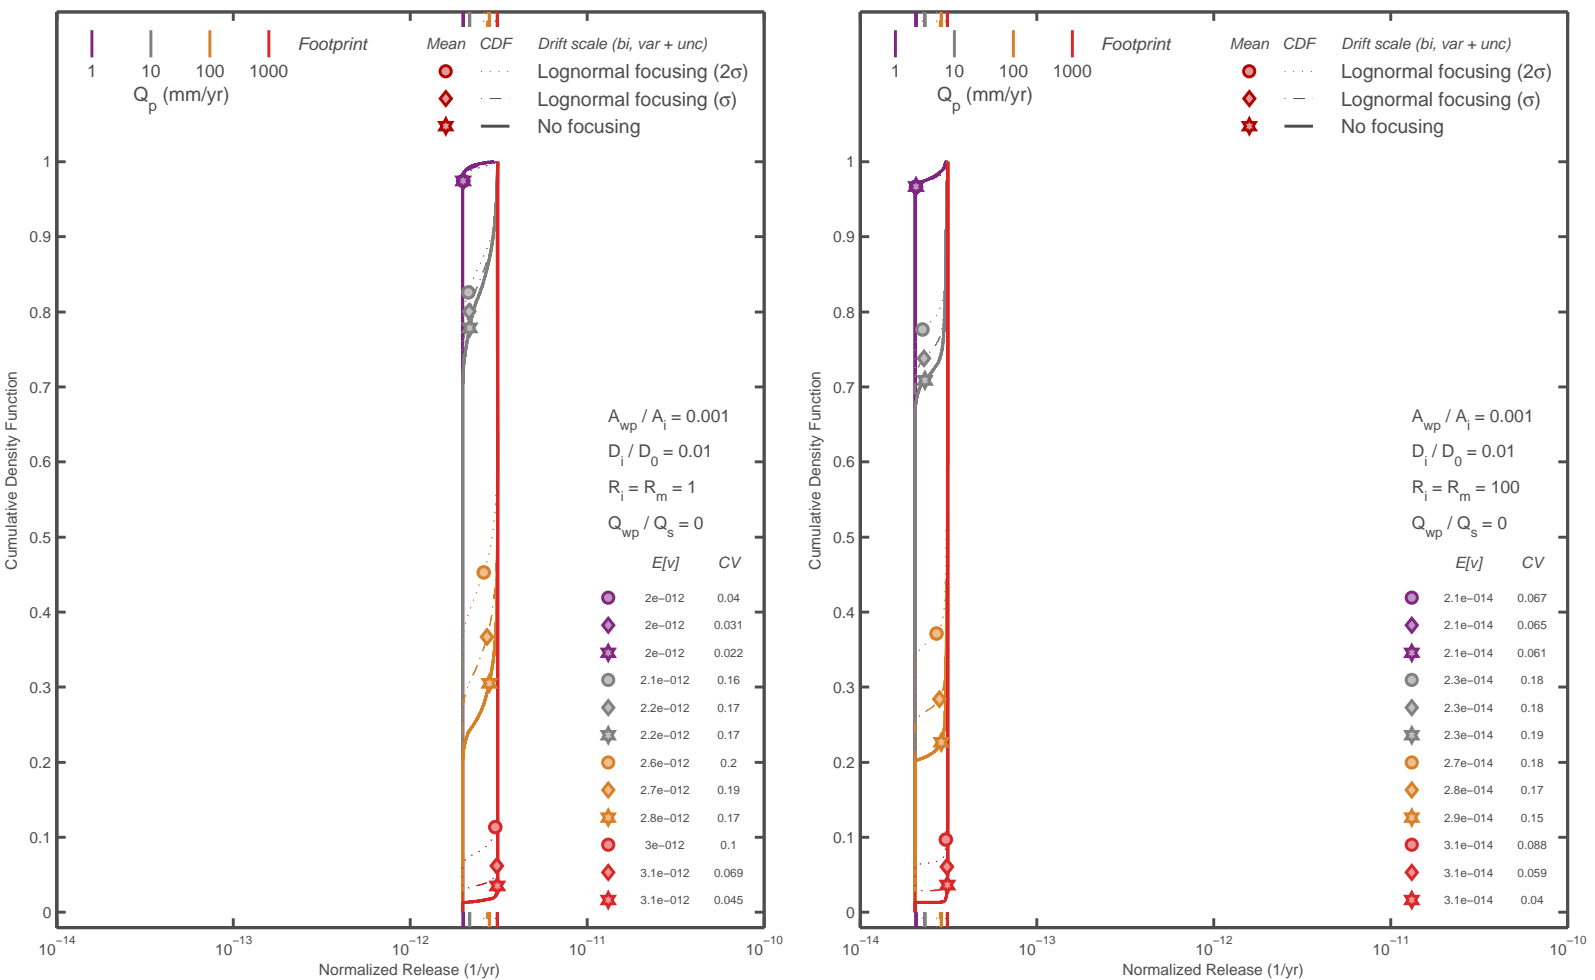 1 10 100 1000 Footprint
Q_p (mm/yr)
Mean CDF Drift scale (bi, var + unc)
Lognormal focusing (2σ)
Lognormal focusing (σ)
No focusing
Cumulative Density Function
1
0.9
0.8
0.7
0.6
0.5
0.4
0.3
0.2
0.1
0
A_wp / A_i = 0.001
D_i / D_0 = 0.01
R_i = R_m = 1
Q_wp / Q_s = 0
E[v] CV
2e−012 0.04
2e−012 0.031
2e−012 0.022
2.1e−012 0.16
2.2e−012 0.17
2.2e−012 0.17
2.6e−012 0.2
2.7e−012 0.19
2.8e−012 0.17
3e−012 0.1
3.1e−012 0.069
3.1e−012 0.045
10^−14 10^−13 10^−12 10^−11 10^−10
Normalized Release (1/yr)
1 10 100 1000 Footprint
Q_p (mm/yr)
Mean CDF Drift scale (bi, var + unc)
Lognormal focusing (2σ)
Lognormal focusing (σ)
No focusing
Cumulative Density Function
1
0.9
0.8
0.7
0.6
0.5
0.4
0.3
0.2
0.1
0
A_wp / A_i = 0.001
D_i / D_0 = 0.01
R_i = R_m = 100
Q_wp / Q_s = 0
E[v] CV
2.1e−014 0.067
2.1e−014 0.065
2.1e−014 0.061
2.3e−014 0.18
2.3e−014 0.18
2.3e−014 0.19
2.7e−014 0.18
2.8e−014 0.17
2.9e−014 0.15
3.1e−014 0.088
3.1e−014 0.059
3.1e−014 0.04
10^−14 10^−13 10^−12 10^−11 10^−10
Normalized Release (1/yr)